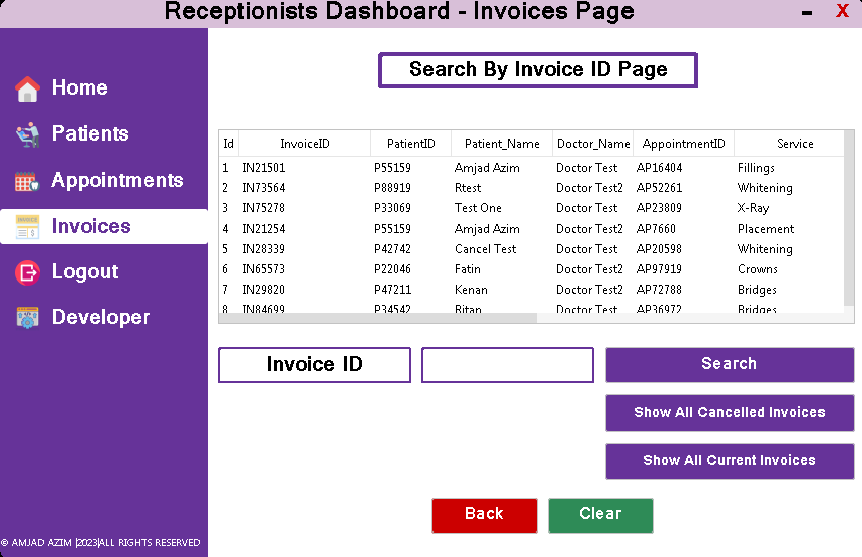 Receptionists Dashboard - Invoices Page - X
Home
Patients
Appointments
Invoices
Logout
Developer
© AMJAD AZIM |2023|ALL RIGHTS RESERVED
Search By Invoice ID Page
Id InvoiceID PatientID Patient_Name Doctor_Name AppointmentID Service
1 IN21501 P55159 Amjad Azim Doctor Test AP16404 Fillings
2 IN73564 P88919 Rtest Doctor Test2 AP52261 Whitening
3 IN75278 P33069 Test One Doctor Test AP23809 X-Ray
4 IN21254 P55159 Amjad Azim Doctor Test2 AP7660 Placement
5 IN28339 P42742 Cancel Test Doctor Test AP20598 Whitening
6 IN65573 P22046 Fatin Doctor Test2 AP97919 Crowns
7 IN29820 P47211 Kenan Doctor Test2 AP72788 Bridges
8 IN84699 P34542 Ritan Doctor Test AP36972 Bridges
Invoice ID Search
Show All Cancelled Invoices
Show All Current Invoices
Back Clear